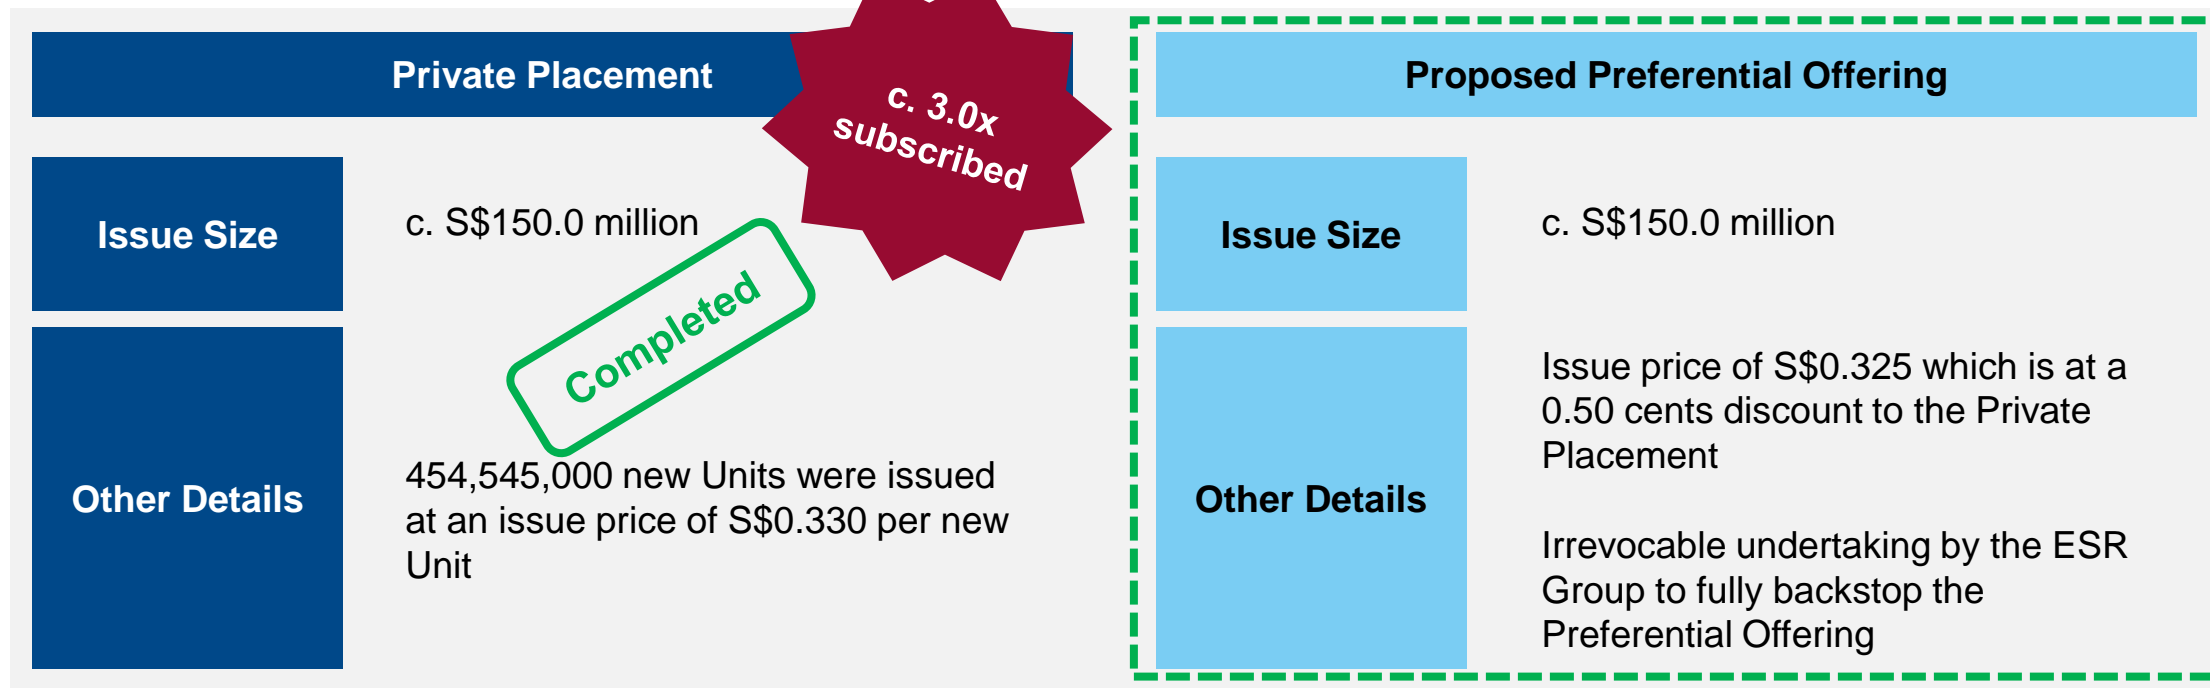 Private Placement
c. 3.0x
subscribed
Issue Size
c. S$150.0 million
Completed
Other Details
454,545,000 new Units were issued
at an issue price of S$0.330 per new
Unit
Proposed Preferential Offering
Issue Size
c. S$150.0 million
Other Details
Issue price of S$0.325 which is at a
0.50 cents discount to the Private
Placement
Irrevocable undertaking by the ESR
Group to fully backstop the
Preferential Offering